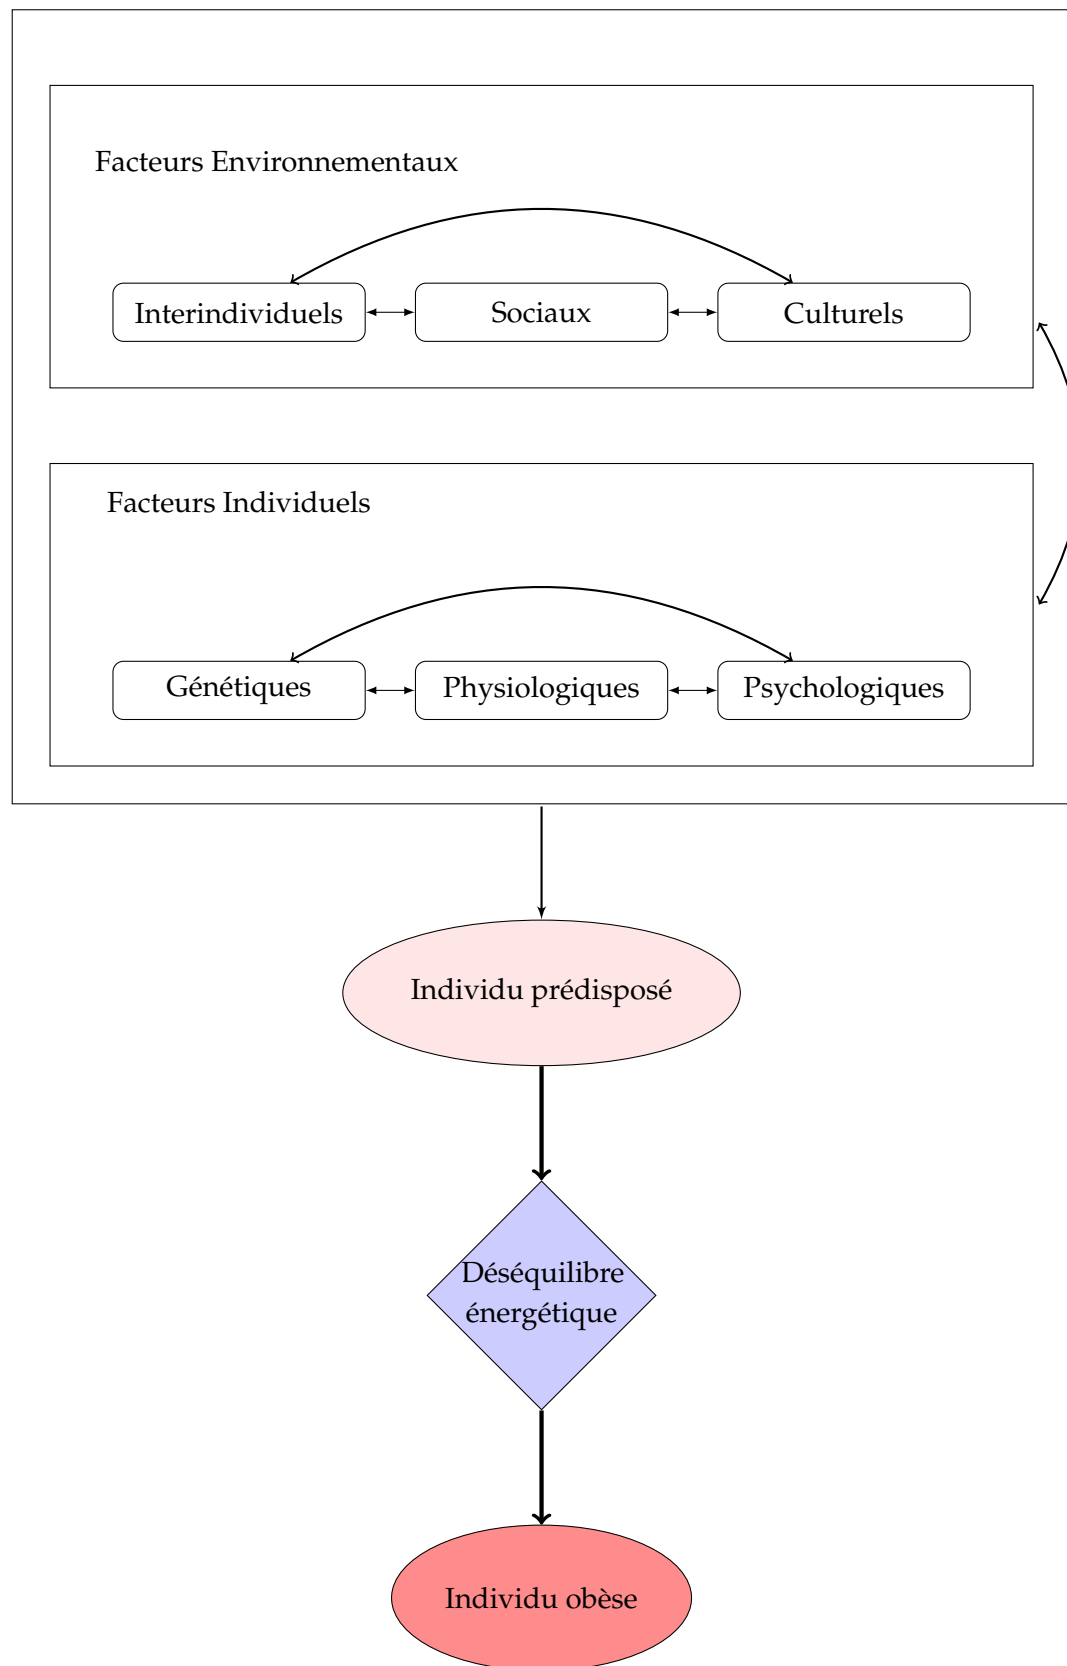 Facteurs Environnementaux
Interindividuels
Sociaux
Culturels
Facteurs Individuels
Génétiques
Physiologiques
Psychologiques
Individu prédisposé
Déséquilibre
énergétique
Individu obèse